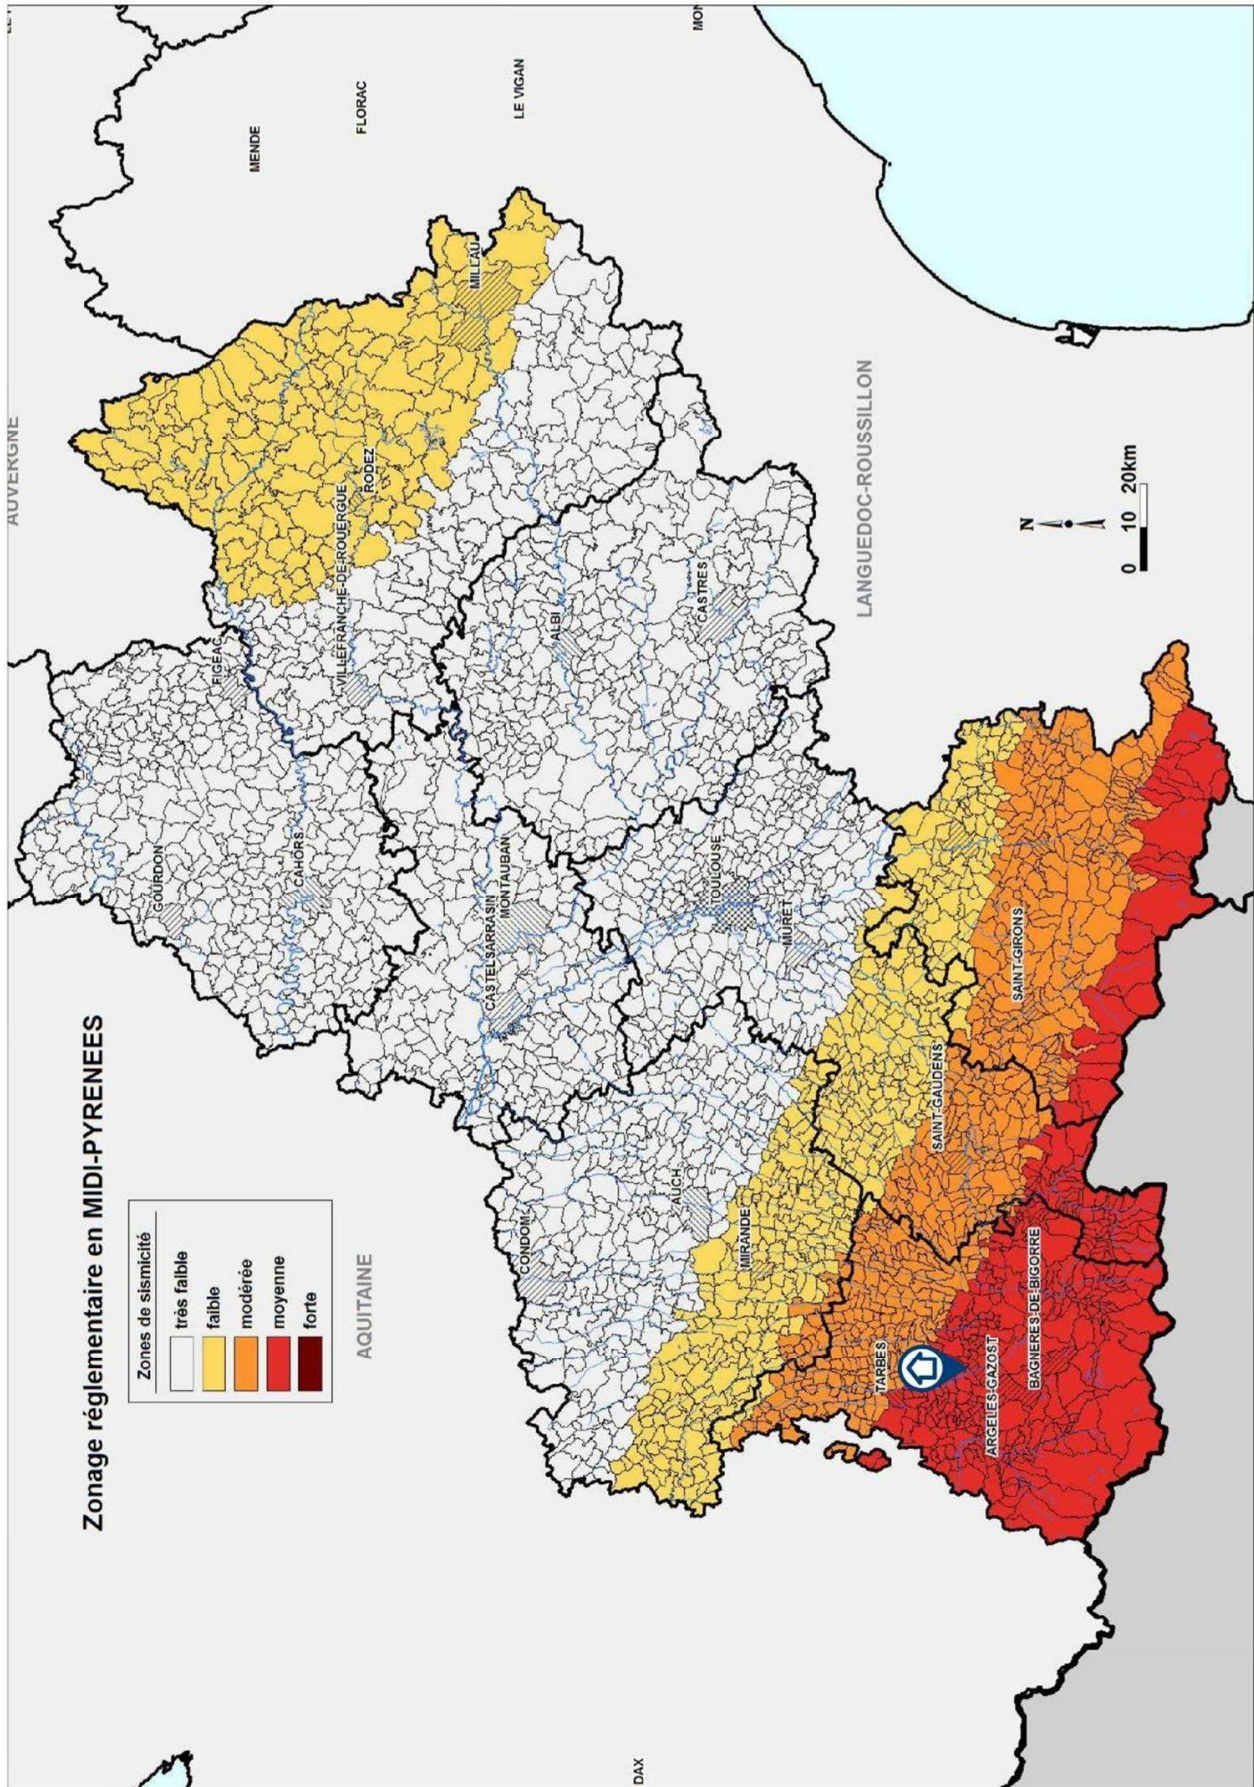 Zonage réglementaire en MIDI-PYRENEES
Zones de sismicité
très faible
faible
modérée
moyenne
forte
AUVERGNE
AQUITAINE
LANGUEDOC-ROUSSILLON
MENDE
FLORAC
LE VIGAN
MON
GOURDON
FIGEAC
CAHORS
VILLEFRANCHE-DE-ROUERGUE
RODEZ
MILLAU
CASTELSARRASIN
MONTAUBAN
ALBI
CASTRES
CONDOM
AUCH
MIRANDE
TOULOUSE
MURET
TARBES
ARGELES-GAZOST
BAGNERES-DE-BIGORRE
SAINT-GAUDENS
SAINT-GIRONS
DAX
N
0 10 20km